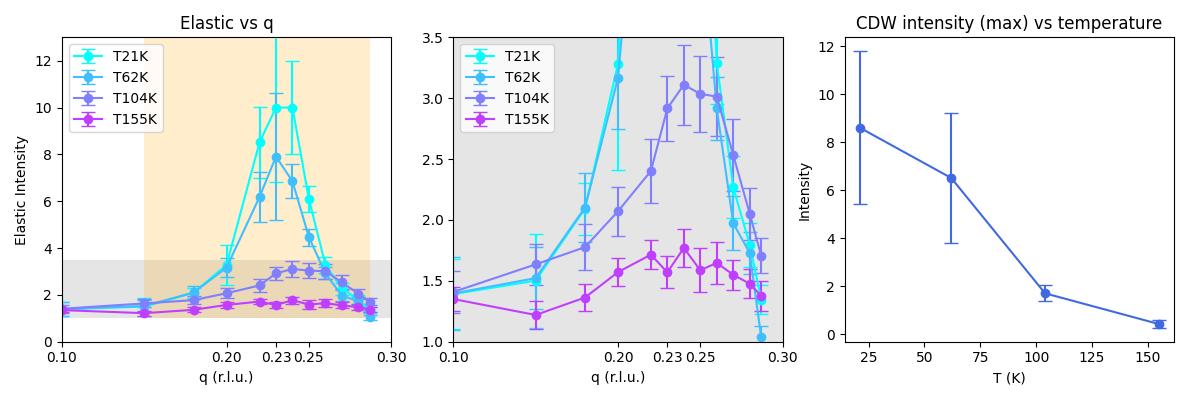 Elastic vs q
Elastic Intensity
12
10
8
6
4
2
0
T21K
T62K
T104K
T155K
0.10 0.20 0.23 0.25 0.30
q (r.l.u.)
3.5
3.0
2.5
2.0
1.5
1.0
T21K
T62K
T104K
T155K
0.10 0.20 0.23 0.25 0.30
q (r.l.u.)
CDW intensity (max) vs temperature
Intensity
12
10
8
6
4
2
0
25 50 75 100 125 150
T (K)